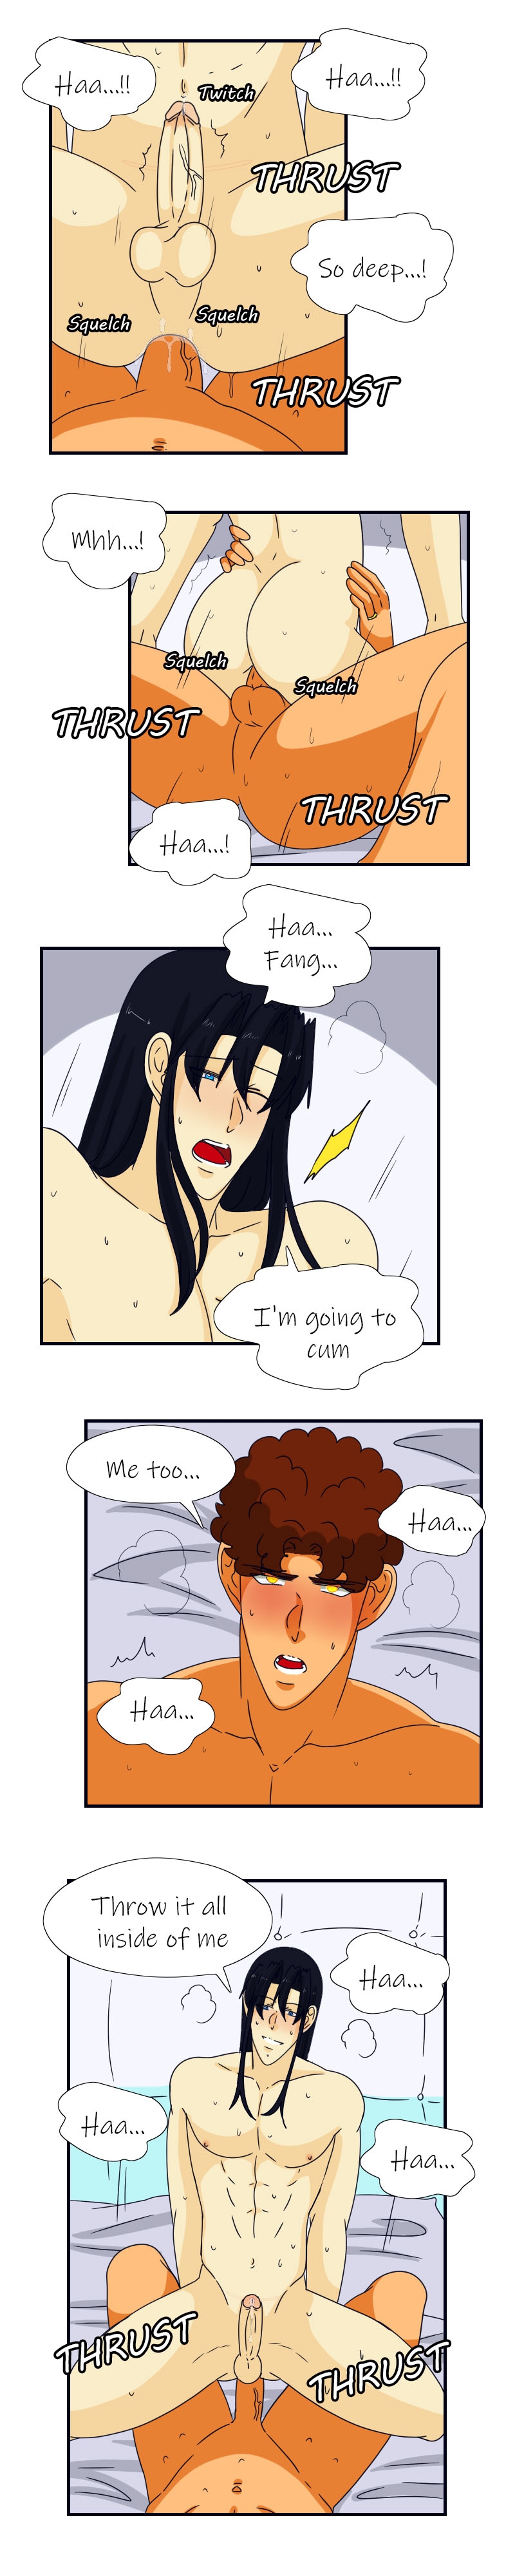 Haa...!!
Haa...!!
Twitch
THRUST
So deep...!
Squelch
Squelch
THRUST
Mhh...!
Squelch
Squelch
THRUST
THRUST
Haa...!
Haa...
Fang...
I'm going to
cum
Me too...
Haa...
Haa...
Throw it all
inside of me
Haa...
Haa...
Haa...
THRUST
THRUST